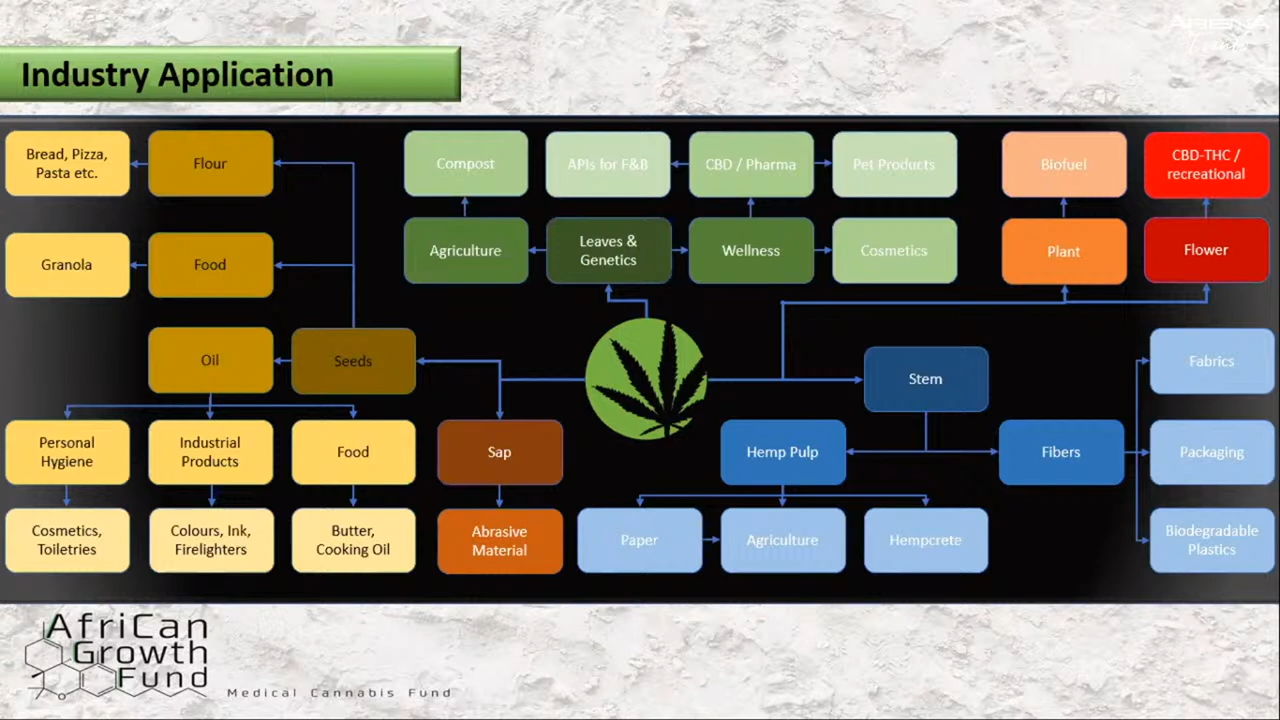 ARENA
Industry Application
Bread, Pizza,
Pasta etc.
Flour
Compost
APIs for F&B
CBD / Pharma
Pet Products
Biofuel
CBD-THC /
recreational
Granola
Food
Agriculture
Leaves &
Genetics
Wellness
Cosmetics
Plant
Flower
Oil
Seeds
Stem
Fabrics
Personal
Hygiene
Industrial
Products
Food
Sap
Hemp Pulp
Fibers
Packaging
Cosmetics,
Toiletries
Colours, Ink,
Firelighters
Butter,
Cooking Oil
Abrasive
Material
Paper
Agriculture
Hempcrete
Biodegradable
Plastics
AfriCan
Growth
Fund
Medical Cannabis Fund